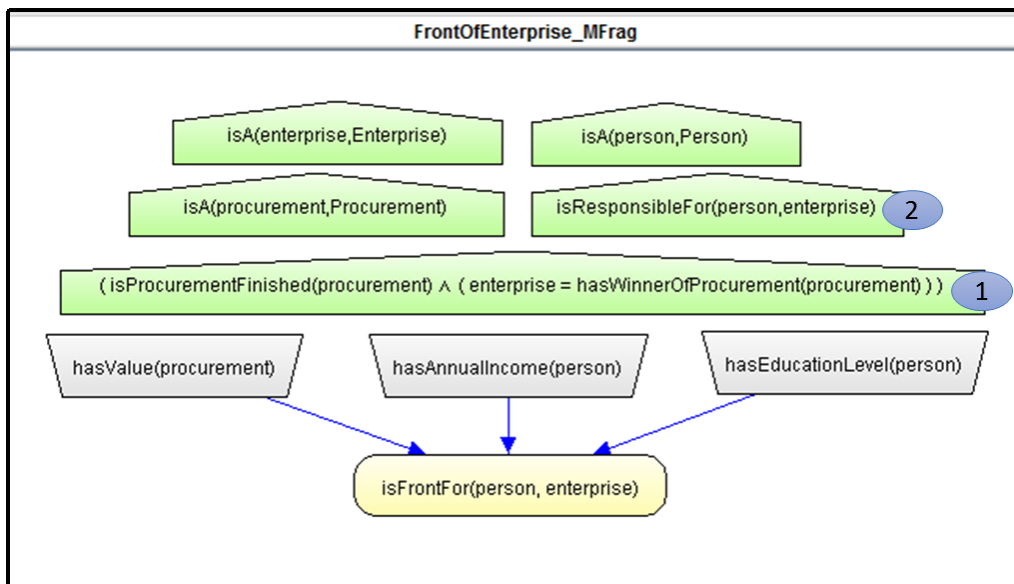 FrontOfEnterprise_MFrag
isA(enterprise,Enterprise)
isA(person,Person)
isA(procurement,Procurement)
isResponsibleFor(person,enterprise)
2
( isProcurementFinished(procurement) ∧ ( enterprise = hasWinnerOfProcurement(procurement) ) )
1
hasValue(procurement)
hasAnnualIncome(person)
hasEducationLevel(person)
isFrontFor(person, enterprise)